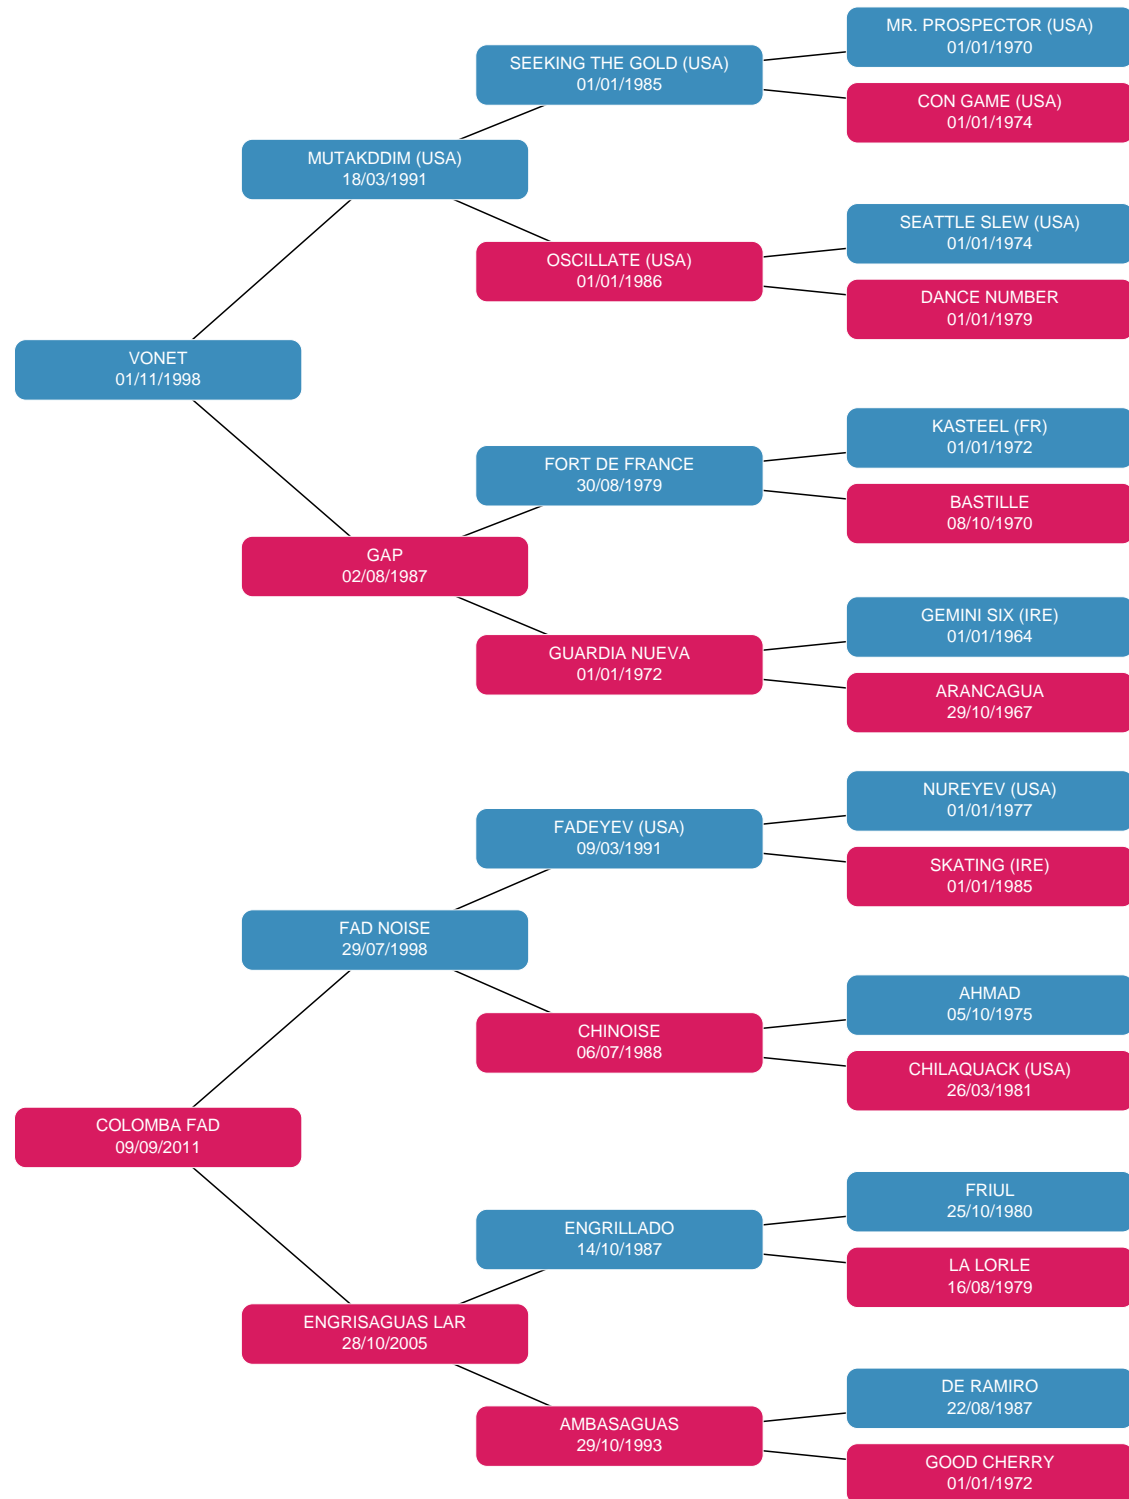 MR. PROSPECTOR (USA)
01/01/1970
SEEKING THE GOLD (USA)
01/01/1985
CON GAME (USA)
01/01/1974
MUTAKDDIM (USA)
18/03/1991
SEATTLE SLEW (USA)
01/01/1974
OSCILLATE (USA)
01/01/1986
DANCE NUMBER
01/01/1979
VONET
01/11/1998
KASTEEL (FR)
01/01/1972
FORT DE FRANCE
30/08/1979
BASTILLE
08/10/1970
GAP
02/08/1987
GEMINI SIX (IRE)
01/01/1964
GUARDIA NUEVA
01/01/1972
ARANCAGUA
29/10/1967
NUREYEV (USA)
01/01/1977
FADEYEV (USA)
09/03/1991
SKATING (IRE)
01/01/1985
FAD NOISE
29/07/1998
AHMAD
05/10/1975
CHINOISE
06/07/1988
CHILAQUACK (USA)
26/03/1981
COLOMBA FAD
09/09/2011
FRIUL
25/10/1980
ENGRILLADO
14/10/1987
LA LORLE
16/08/1979
ENGRISAGUAS LAR
28/10/2005
DE RAMIRO
22/08/1987
AMBASAGUAS
29/10/1993
GOOD CHERRY
01/01/1972